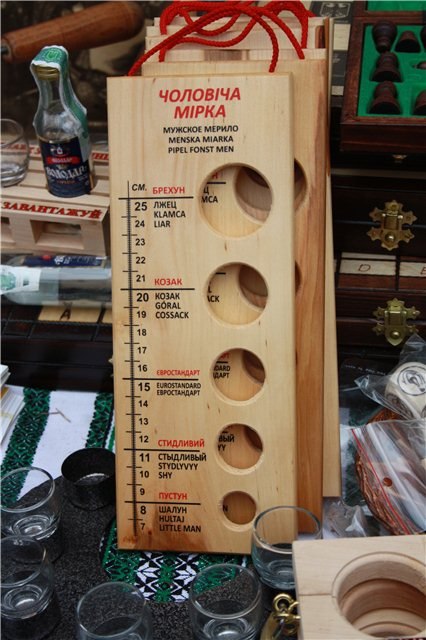 ЧОЛОВІЧА
МІРКА
МУЖСКОЕ МЕРИЛО
MENSKA MIARKA
PIPEL FONST MEN
СМ.
БРЕХУН
25
ЛЖЕЦ
KLAMCA
24
LIAR
23
22
21
КОЗАК
20
КОЗАК
GÓRAL
19
COSSACK
18
17
16
ЄВРОСТАНДАРТ
15
EUROSTANDARD
ЕВРОСТАНДАРТ
14
13
12
СТИДЛИВИЙ
11
СТЫДЛИВЫЙ
STYDLYVYY
10
SHY
9
ПУСТУН
8
ШАЛУН
HULTAJ
7
LITTLE MAN
ЗАВАНТАЖУЙ